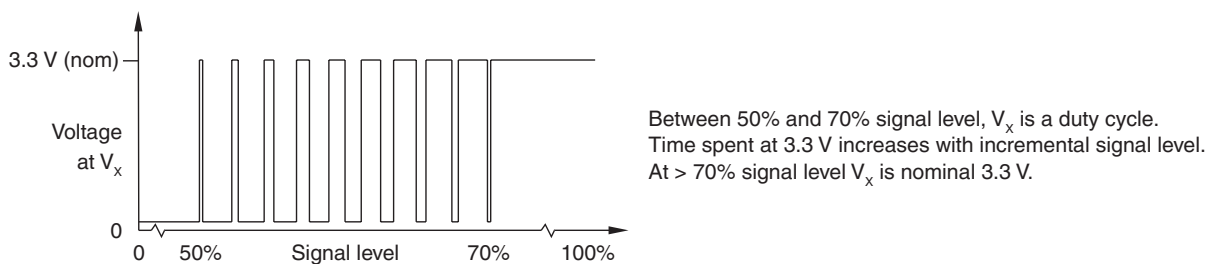 3.3 V (nom)
Voltage
at Vx
0
0 50% Signal level 70% 100%
Between 50% and 70% signal level, Vx is a duty cycle.
Time spent at 3.3 V increases with incremental signal level.
At > 70% signal level Vx is nominal 3.3 V.